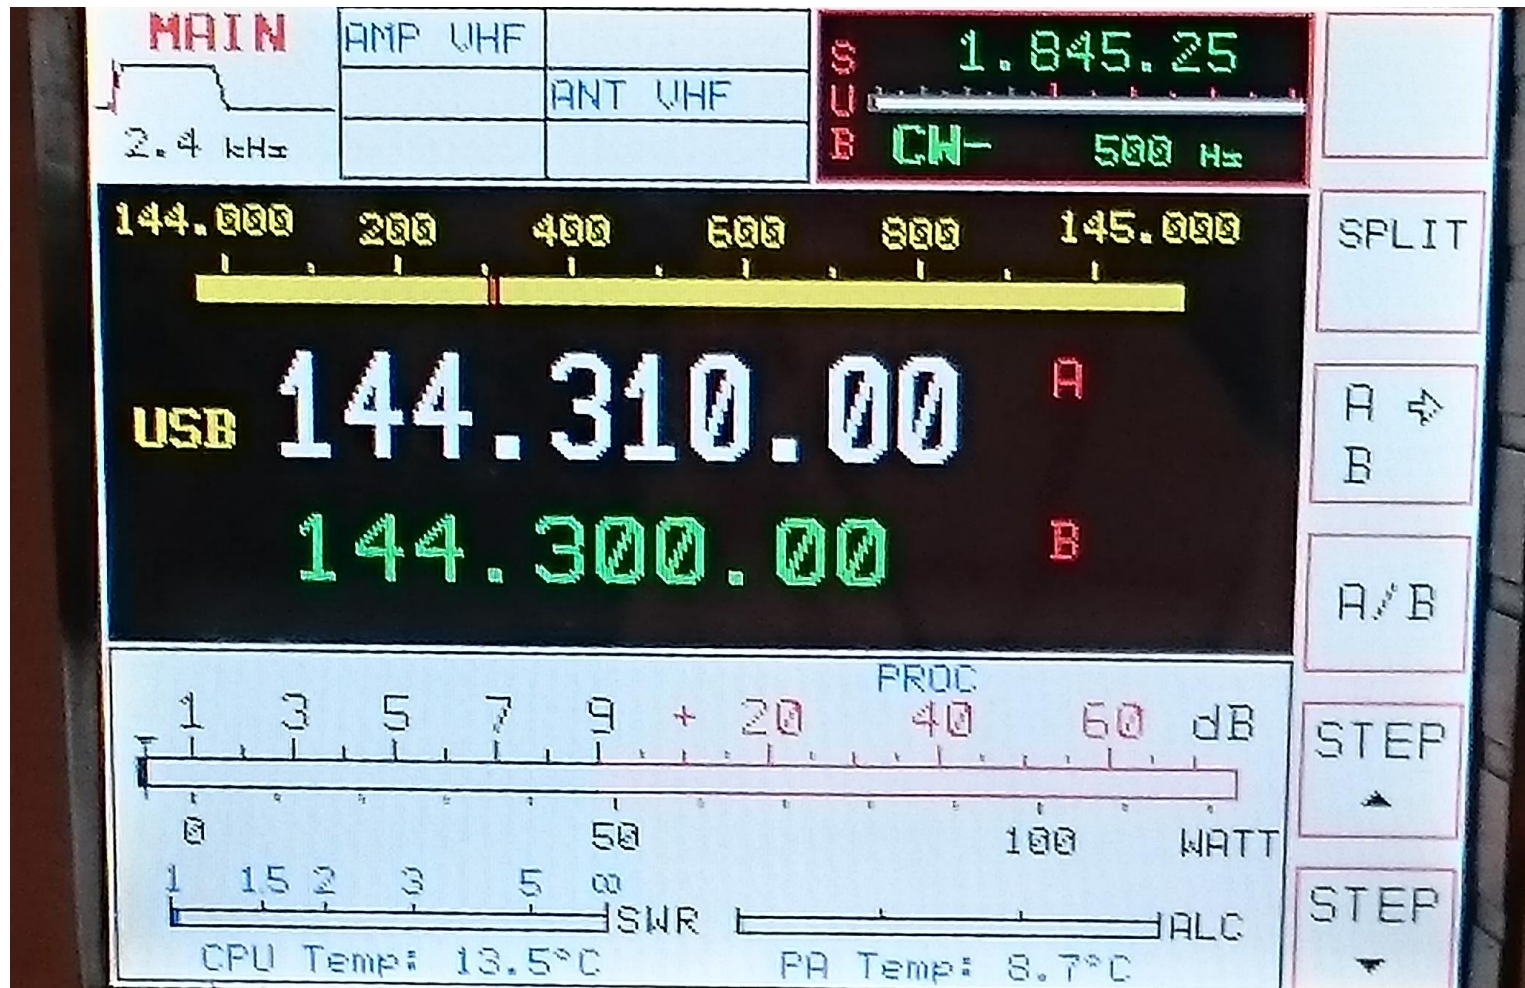 MAIN
2.4 kHz
AMP VHF
ANT VHF
SUB
1.845.25
CW- 500 Hz
144.000 200 400 600 800 145.000
USB 144.310.00 A
144.300.00 B
PROC
1 3 5 7 9 + 20 40 60 dB
0 50 100 WATT
1 1.5 2 3 5 ∞ SWR ALC
CPU Temp: 13.5°C PA Temp: 8.7°C
SPLIT
A ⇨
B
A/B
STEP
▲
STEP
▼